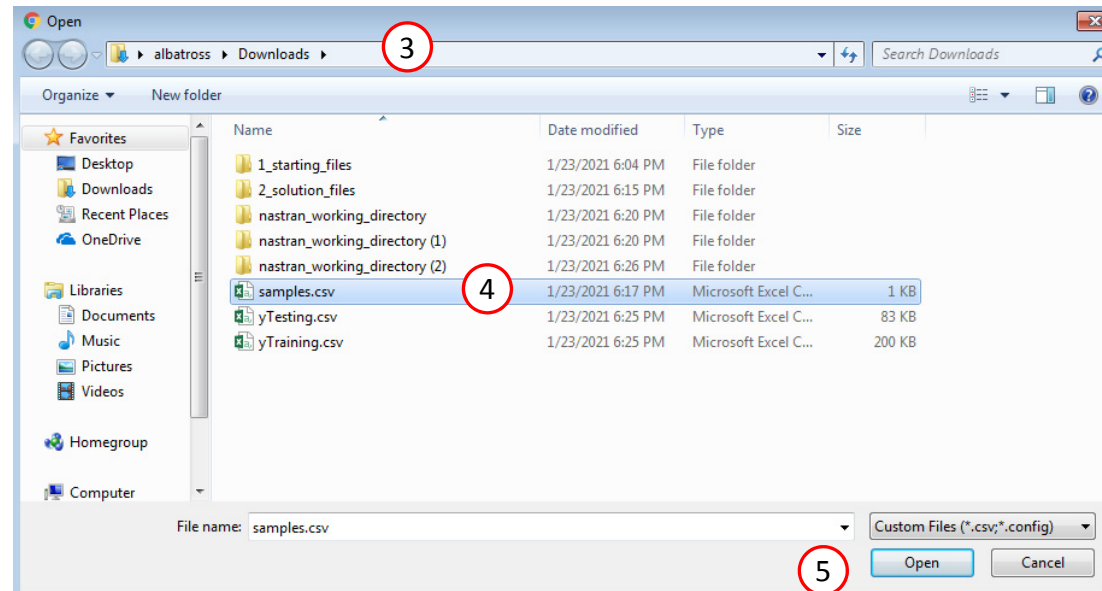 Open
albatross Downloads 3 Search Downloads
Organize New folder
Name Date modified Type Size
Favorites
Desktop
Downloads
Recent Places
OneDrive
Libraries
Documents
Music
Pictures
Videos
Homegroup
Computer
1_starting_files 1/23/2021 6:04 PM File folder
2_solution_files 1/23/2021 6:15 PM File folder
nastran_working_directory 1/23/2021 6:20 PM File folder
nastran_working_directory (1) 1/23/2021 6:20 PM File folder
nastran_working_directory (2) 1/23/2021 6:26 PM File folder
samples.csv 4 1/23/2021 6:17 PM Microsoft Excel C... 1 KB
yTesting.csv 1/23/2021 6:25 PM Microsoft Excel C... 83 KB
yTraining.csv 1/23/2021 6:25 PM Microsoft Excel C... 200 KB
File name: samples.csv Custom Files (*.csv;*.config)
5 Open Cancel